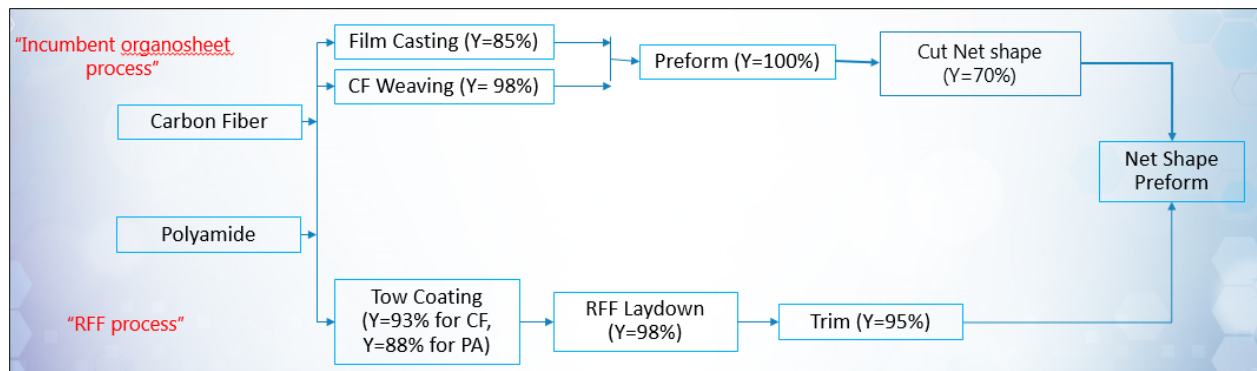 “Incumbent organosheet
process”
Film Casting (Y=85%)
CF Weaving (Y= 98%)
Preform (Y=100%)
Cut Net shape
(Y=70%)
Carbon Fiber
Net Shape
Preform
Polyamide
“RFF process”
Tow Coating
(Y=93% for CF,
Y=88% for PA)
RFF Laydown
(Y=98%)
Trim (Y=95%)